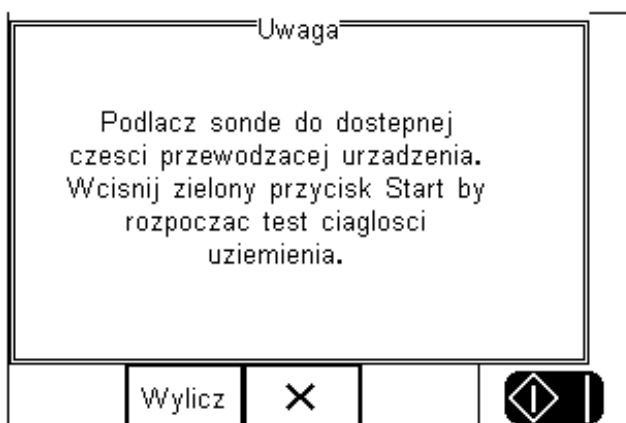 Uwaga
Podlacz sonde do dostepnej
czesci przewodzacej urzadzenia.
Wcisnij zielony przycisk Start by
rozpoczac test ciaglosci
uziemienia.
Wylicz